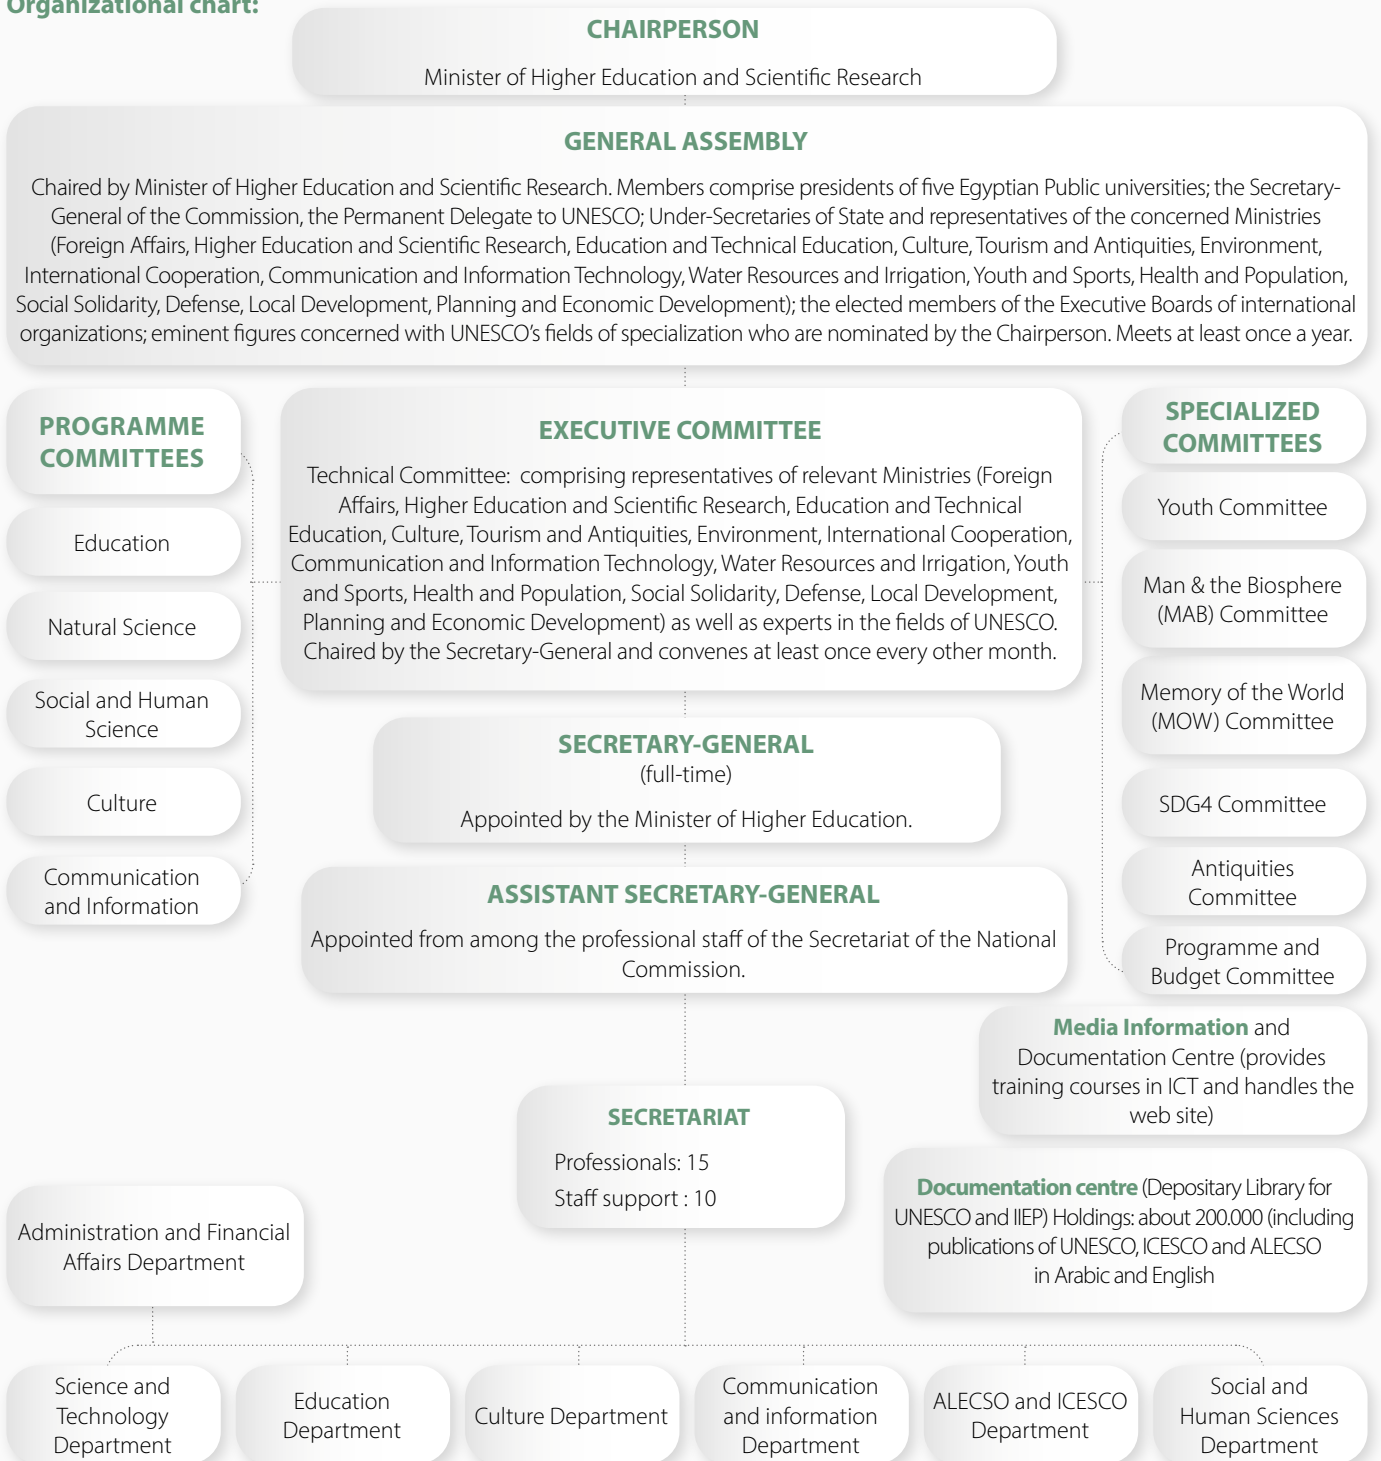 Organizational chart:
CHAIRPERSON
Minister of Higher Education and Scientific Research
GENERAL ASSEMBLY
Chaired by Minister of Higher Education and Scientific Research. Members comprise presidents of five Egyptian Public universities; the Secretary-
General of the Commission, the Permanent Delegate to UNESCO; Under-Secretaries of State and representatives of the concerned Ministries
(Foreign Affairs, Higher Education and Scientific Research, Education and Technical Education, Culture, Tourism and Antiquities, Environment,
International Cooperation, Communication and Information Technology, Water Resources and Irrigation, Youth and Sports, Health and Population,
Social Solidarity, Defense, Local Development, Planning and Economic Development); the elected members of the Executive Boards of international
organizations; eminent figures concerned with UNESCO's fields of specialization who are nominated by the Chairperson. Meets at least once a year.
PROGRAMME
COMMITTEES
Education
Natural Science
Social and Human
Science
Culture
Communication
and Information
EXECUTIVE COMMITTEE
Technical Committee: comprising representatives of relevant Ministries (Foreign
Affairs, Higher Education and Scientific Research, Education and Technical
Education, Culture, Tourism and Antiquities, Environment, International Cooperation,
Communication and Information Technology, Water Resources and Irrigation, Youth
and Sports, Health and Population, Social Solidarity, Defense, Local Development,
Planning and Economic Development) as well as experts in the fields of UNESCO.
Chaired by the Secretary-General and convenes at least once every other month.
SPECIALIZED
COMMITTEES
Youth Committee
Man & the Biosphere
(MAB) Committee
Memory of the World
(MOW) Committee
SDG4 Committee
Antiquities
Committee
Programme and
Budget Committee
SECRETARY-GENERAL
(full-time)
Appointed by the Minister of Higher Education.
ASSISTANT SECRETARY-GENERAL
Appointed from among the professional staff of the Secretariat of the National
Commission.
Media Information and
Documentation Centre (provides
training courses in ICT and handles the
web site)
SECRETARIAT
Professionals: 15
Staff support : 10
Documentation centre (Depositary Library for
UNESCO and IIEP) Holdings: about 200.000 (including
publications of UNESCO, ICESCO and ALECSO
in Arabic and English
Administration and Financial
Affairs Department
Science and
Technology
Department
Education
Department
Culture Department
Communication
and information
Department
ALECSO and ICESCO
Department
Social and
Human Sciences
Department